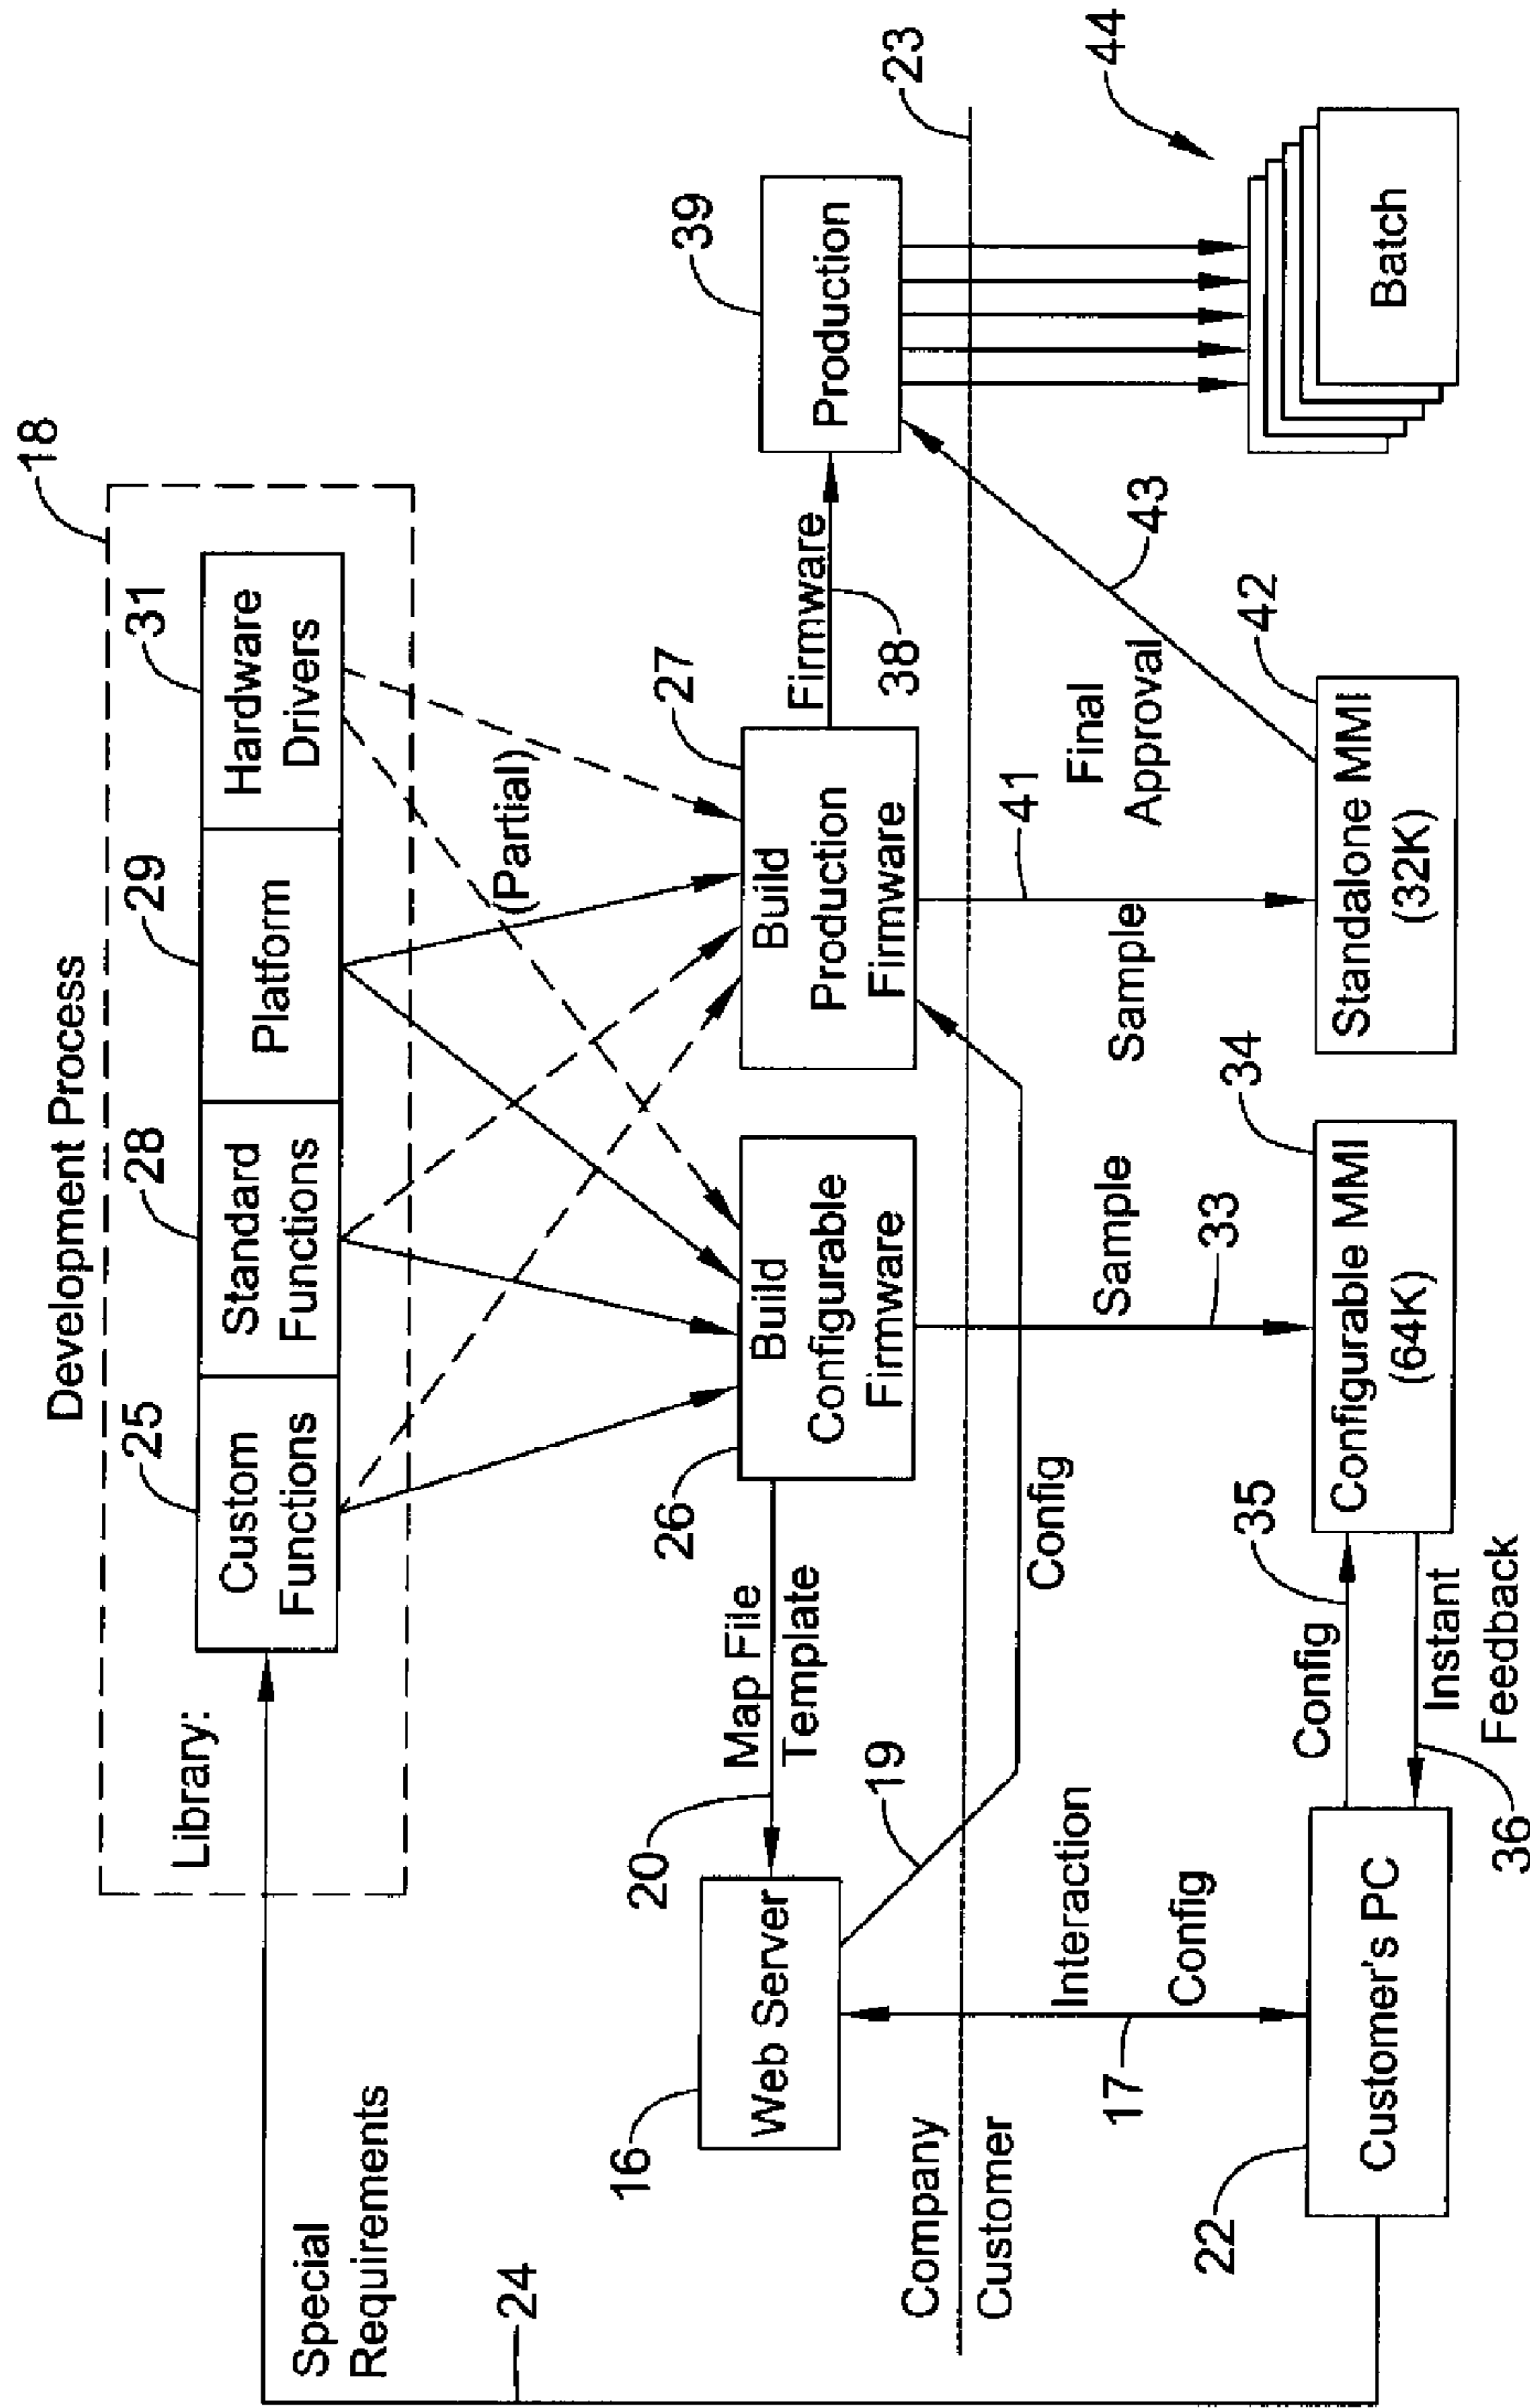 Development Process
18
Library:
25
28
29
31
Custom
Functions
Standard
Functions
Platform
Hardware
Drivers
Special
Requirements
24
(Partial)
16
Web Server
20
Map File
Template
26
Build
Configurable
Firmware
27
Build
Production
Firmware
Firmware
38
39
Production
19
Company
Customer
23
Interaction
Config
17
Config
Sample
33
Sample
41
Final
Approval
43
44
Batch
22
Customer's PC
Config
35
Instant
Feedback
36
34
Configurable MMI
(64K)
42
Standalone MMI
(32K)